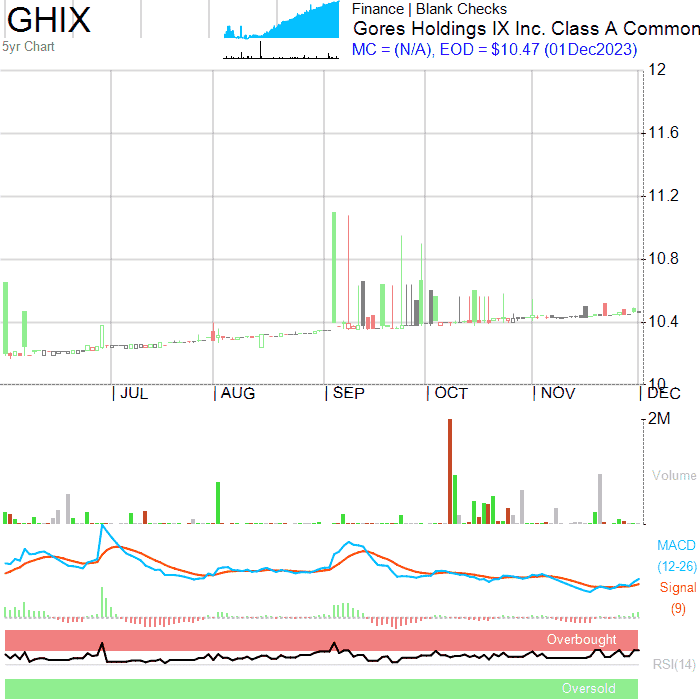 GHIX
5yr Chart
Finance | Blank Checks
Gores Holdings IX Inc. Class A Common
MC = (N/A), EOD = $10.47 (01Dec2023)
12
11.6
11.2
10.8
10.4
10
JUL
AUG
SEP
OCT
NOV
DEC
2M
Volume
MACD
(12-26)
Signal
(9)
Overbought
RSI(14)
Oversold